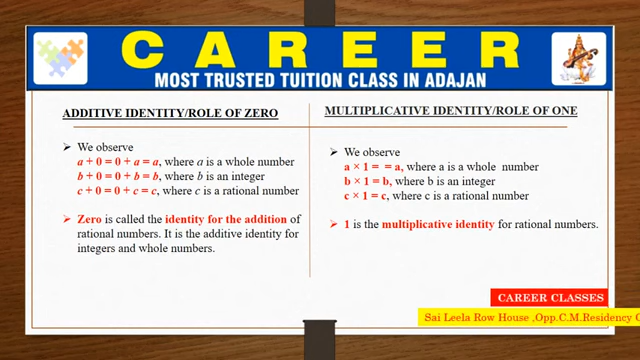 CAREER
MOST TRUSTED TUITION CLASS IN ADAJAN
ADDITIVE IDENTITY/ROLE OF ZERO
➢ We observe
a + 0 = 0 + a = a, where a is a whole number
b + 0 = 0 + b = b, where b is an integer
c + 0 = 0 + c = c, where c is a rational number
➢ Zero is called the identity for the addition of
rational numbers. It is the additive identity for
integers and whole numbers.
MULTIPLICATIVE IDENTITY/ROLE OF ONE
➢ We observe
a × 1 = = a, where a is a whole number
b × 1 = b, where b is an integer
c × 1 = c, where c is a rational number
➢ 1 is the multiplicative identity for rational numbers.
CAREER CLASSES
Sai Leela Row House ,Opp.C.M.Residency